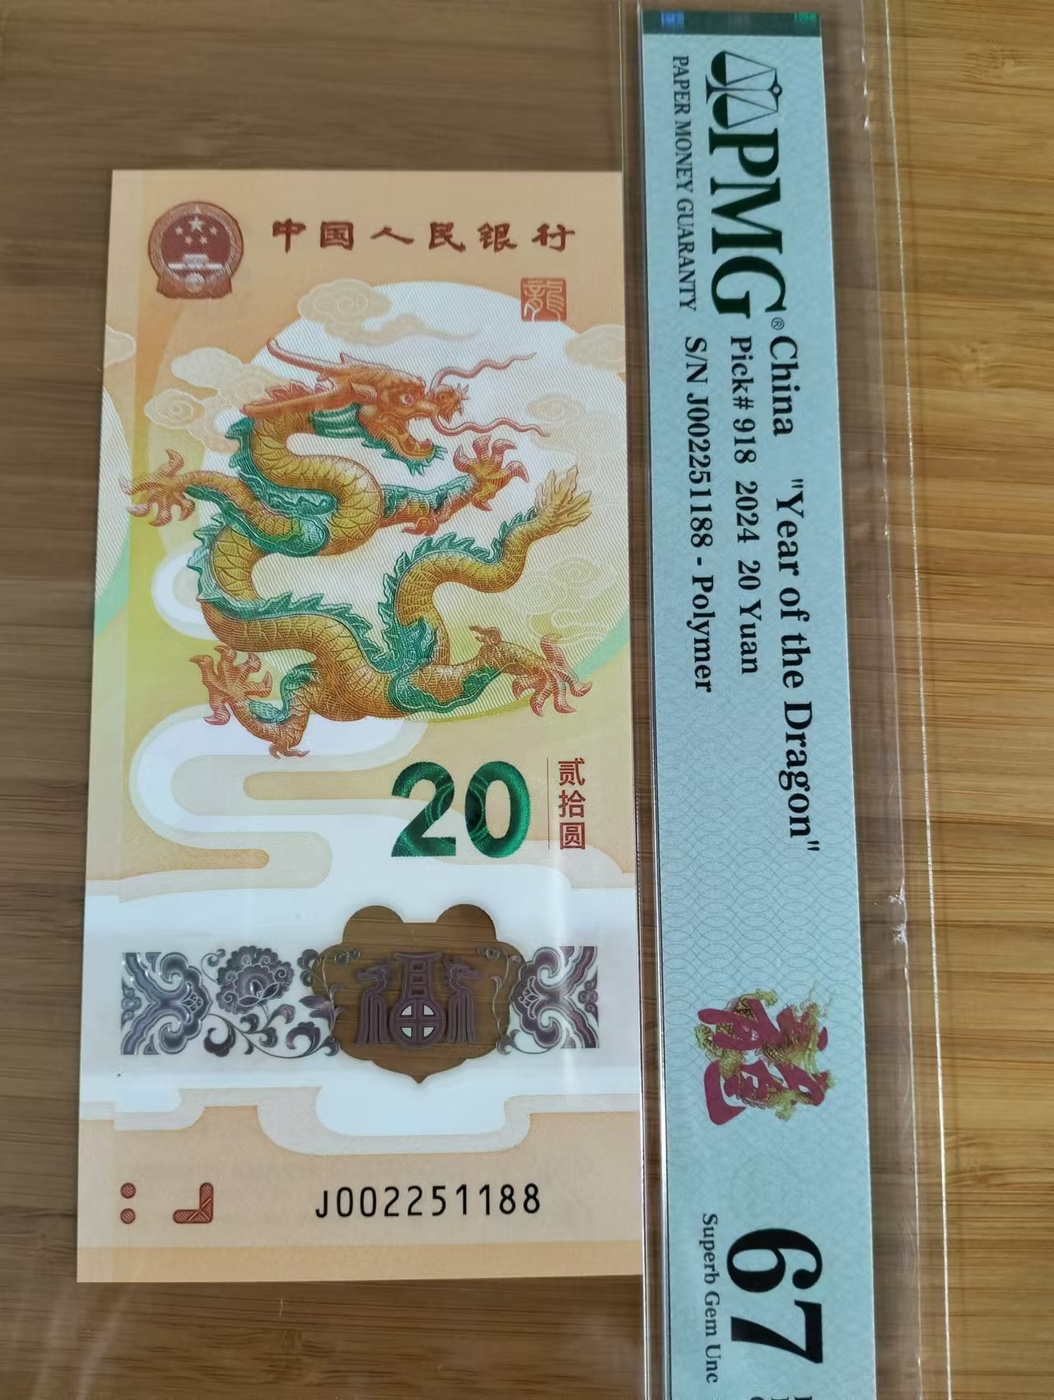 中国人民银行
龍
20
贰拾圆
J002251188
PMG®
PAPER MONEY GUARANTY
China "Year of the Dragon"
Pick# 918 2024 20 Yuan
S/N J002251188 - Polymer
67
Superb Gem Unc